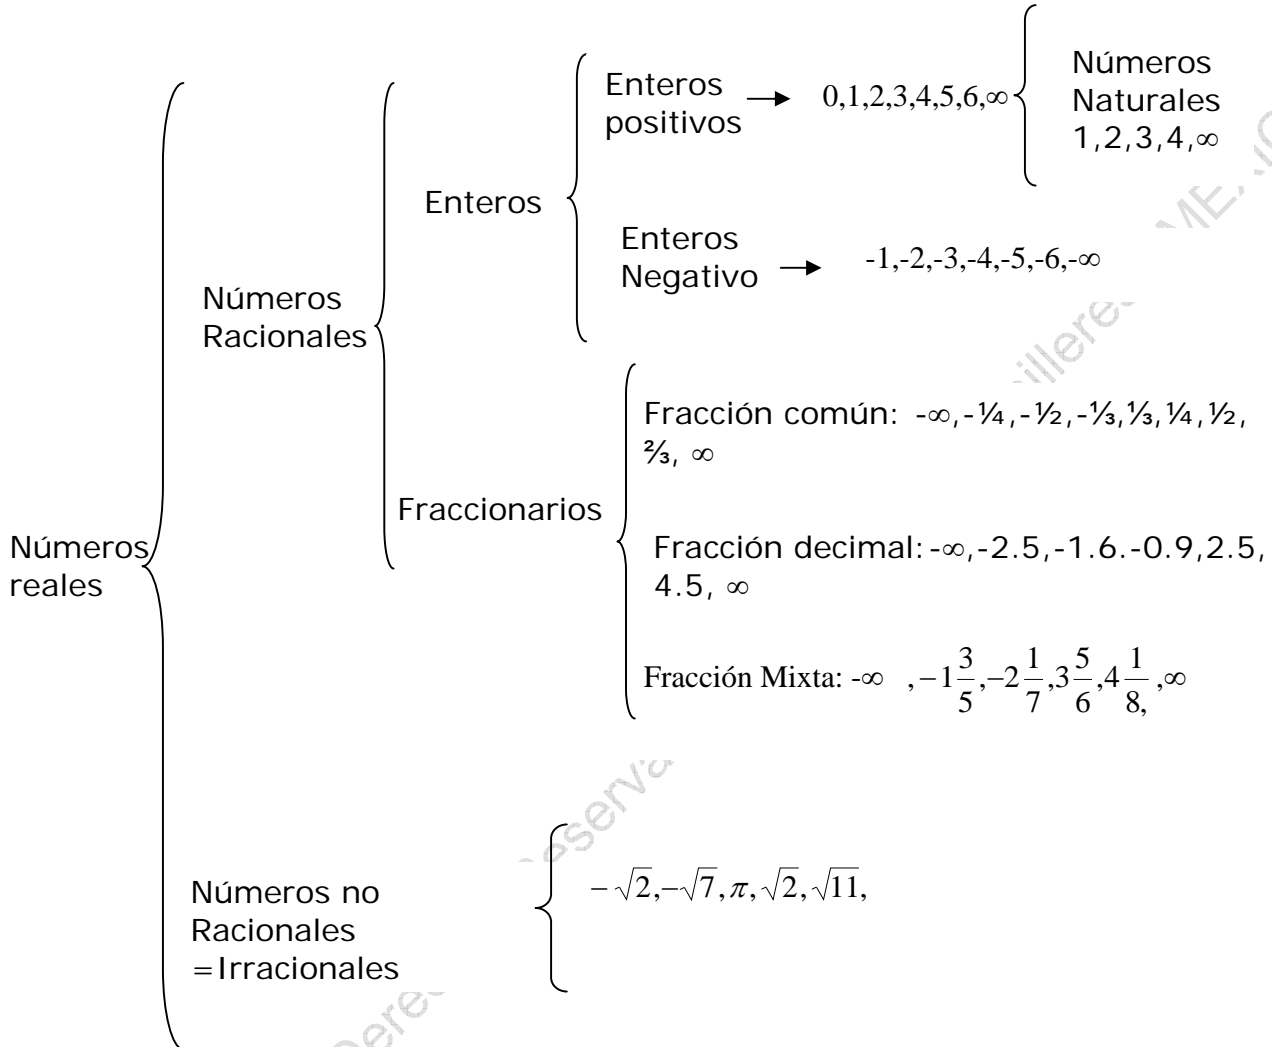 Números
reales
Números
Racionales
Enteros
Enteros
positivos
0,1,2,3,4,5,6,∞
Números
Naturales
1,2,3,4,∞
Enteros
Negativo
-1,-2,-3,-4,-5,-6,-∞
Fraccionarios
Fracción común: -∞,-¼,-½,-⅓,⅓,¼,½,
⅔, ∞
Fracción decimal:-∞,-2.5,-1.6.-0.9,2.5,
4.5, ∞
Fracción Mixta: -∞ ,−1 3/5,−2 1/7,3 5/6,4 1/8, ,∞
Números no
Racionales
=Irracionales
−√2,−√7,π,√2,√11,